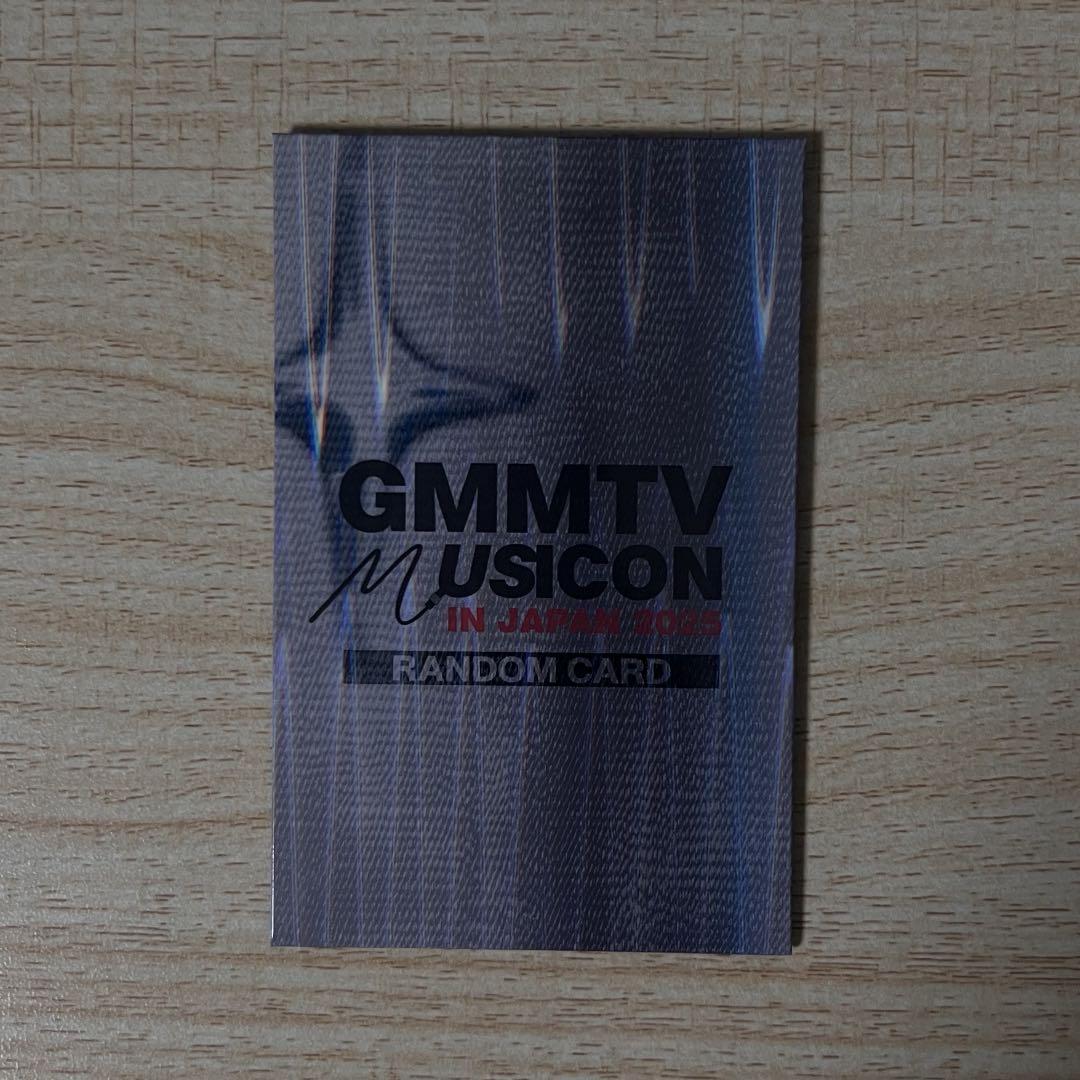 GMMTV
MUSICON
IN JAPAN 2025
RANDOM CARD